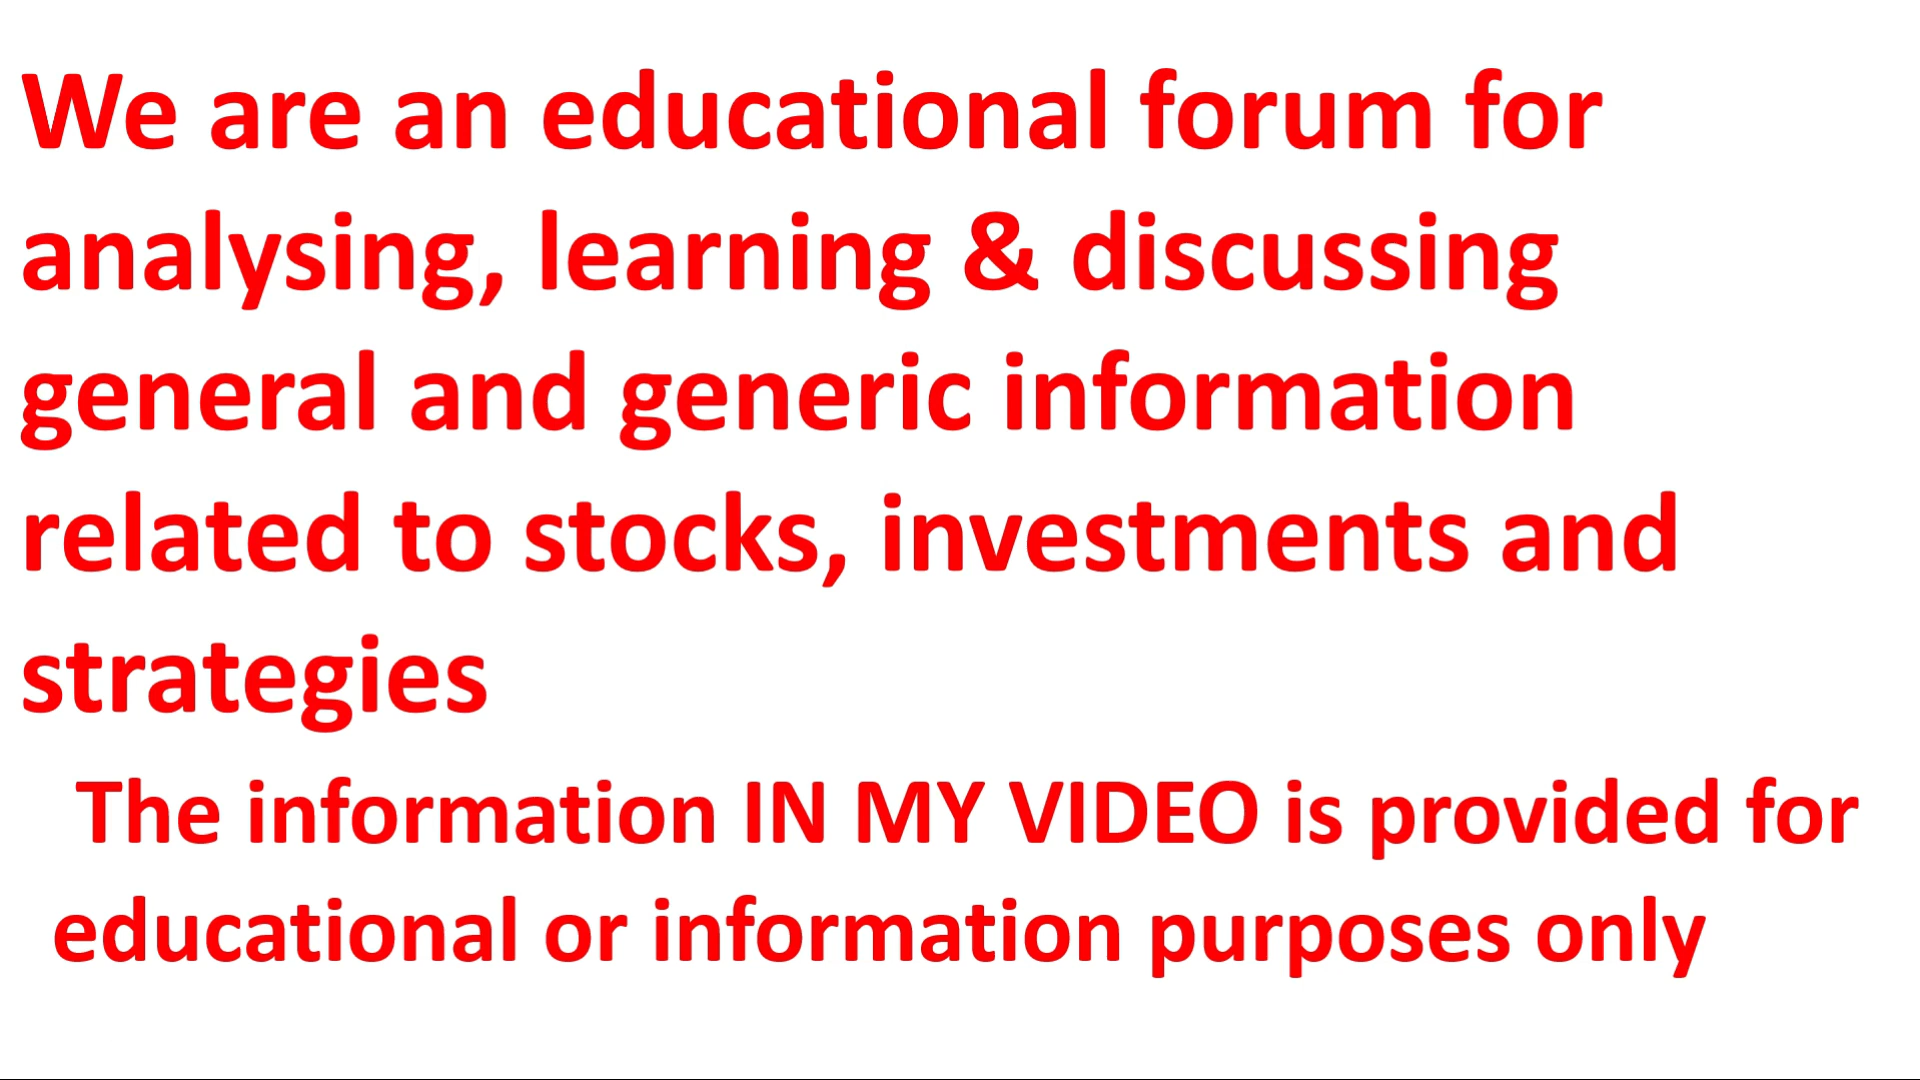 We are an educational forum for
analysing, learning & discussing
general and generic information
related to stocks, investments and
strategies
The information IN MY VIDEO is provided for
educational or information purposes only